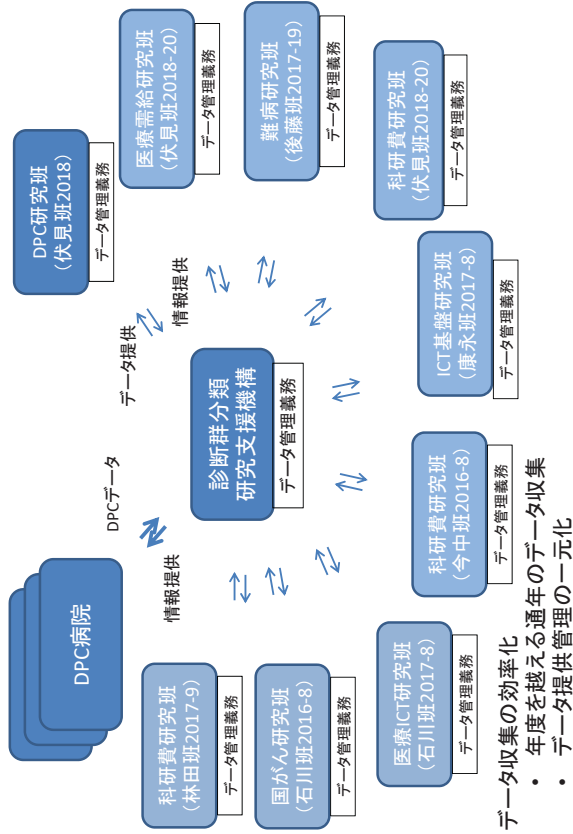 DPC病院
DPCデータ
情報提供
データ提供
情報提供
診断群分類
研究支援機構
データ管理義務
DPC研究班
(伏見班2018)
データ管理義務
医療需給研究班
(伏見班2018-20)
データ管理義務
難病研究班
(後藤班2017-19)
データ管理義務
科研費研究班
(伏見班2018-20)
データ管理義務
ICT基盤研究班
(康永班2017-8)
データ管理義務
科研費研究班
(今中班2016-8)
データ管理義務
医療ICT研究班
(石川班2017-8)
データ管理義務
国がん研究班
(石川班2016-8)
データ管理義務
科研費研究班
(林田班2017-9)
データ管理義務
データ収集の効率化
• 年度を越える通年のデータ収集
• データ提供管理の一元化